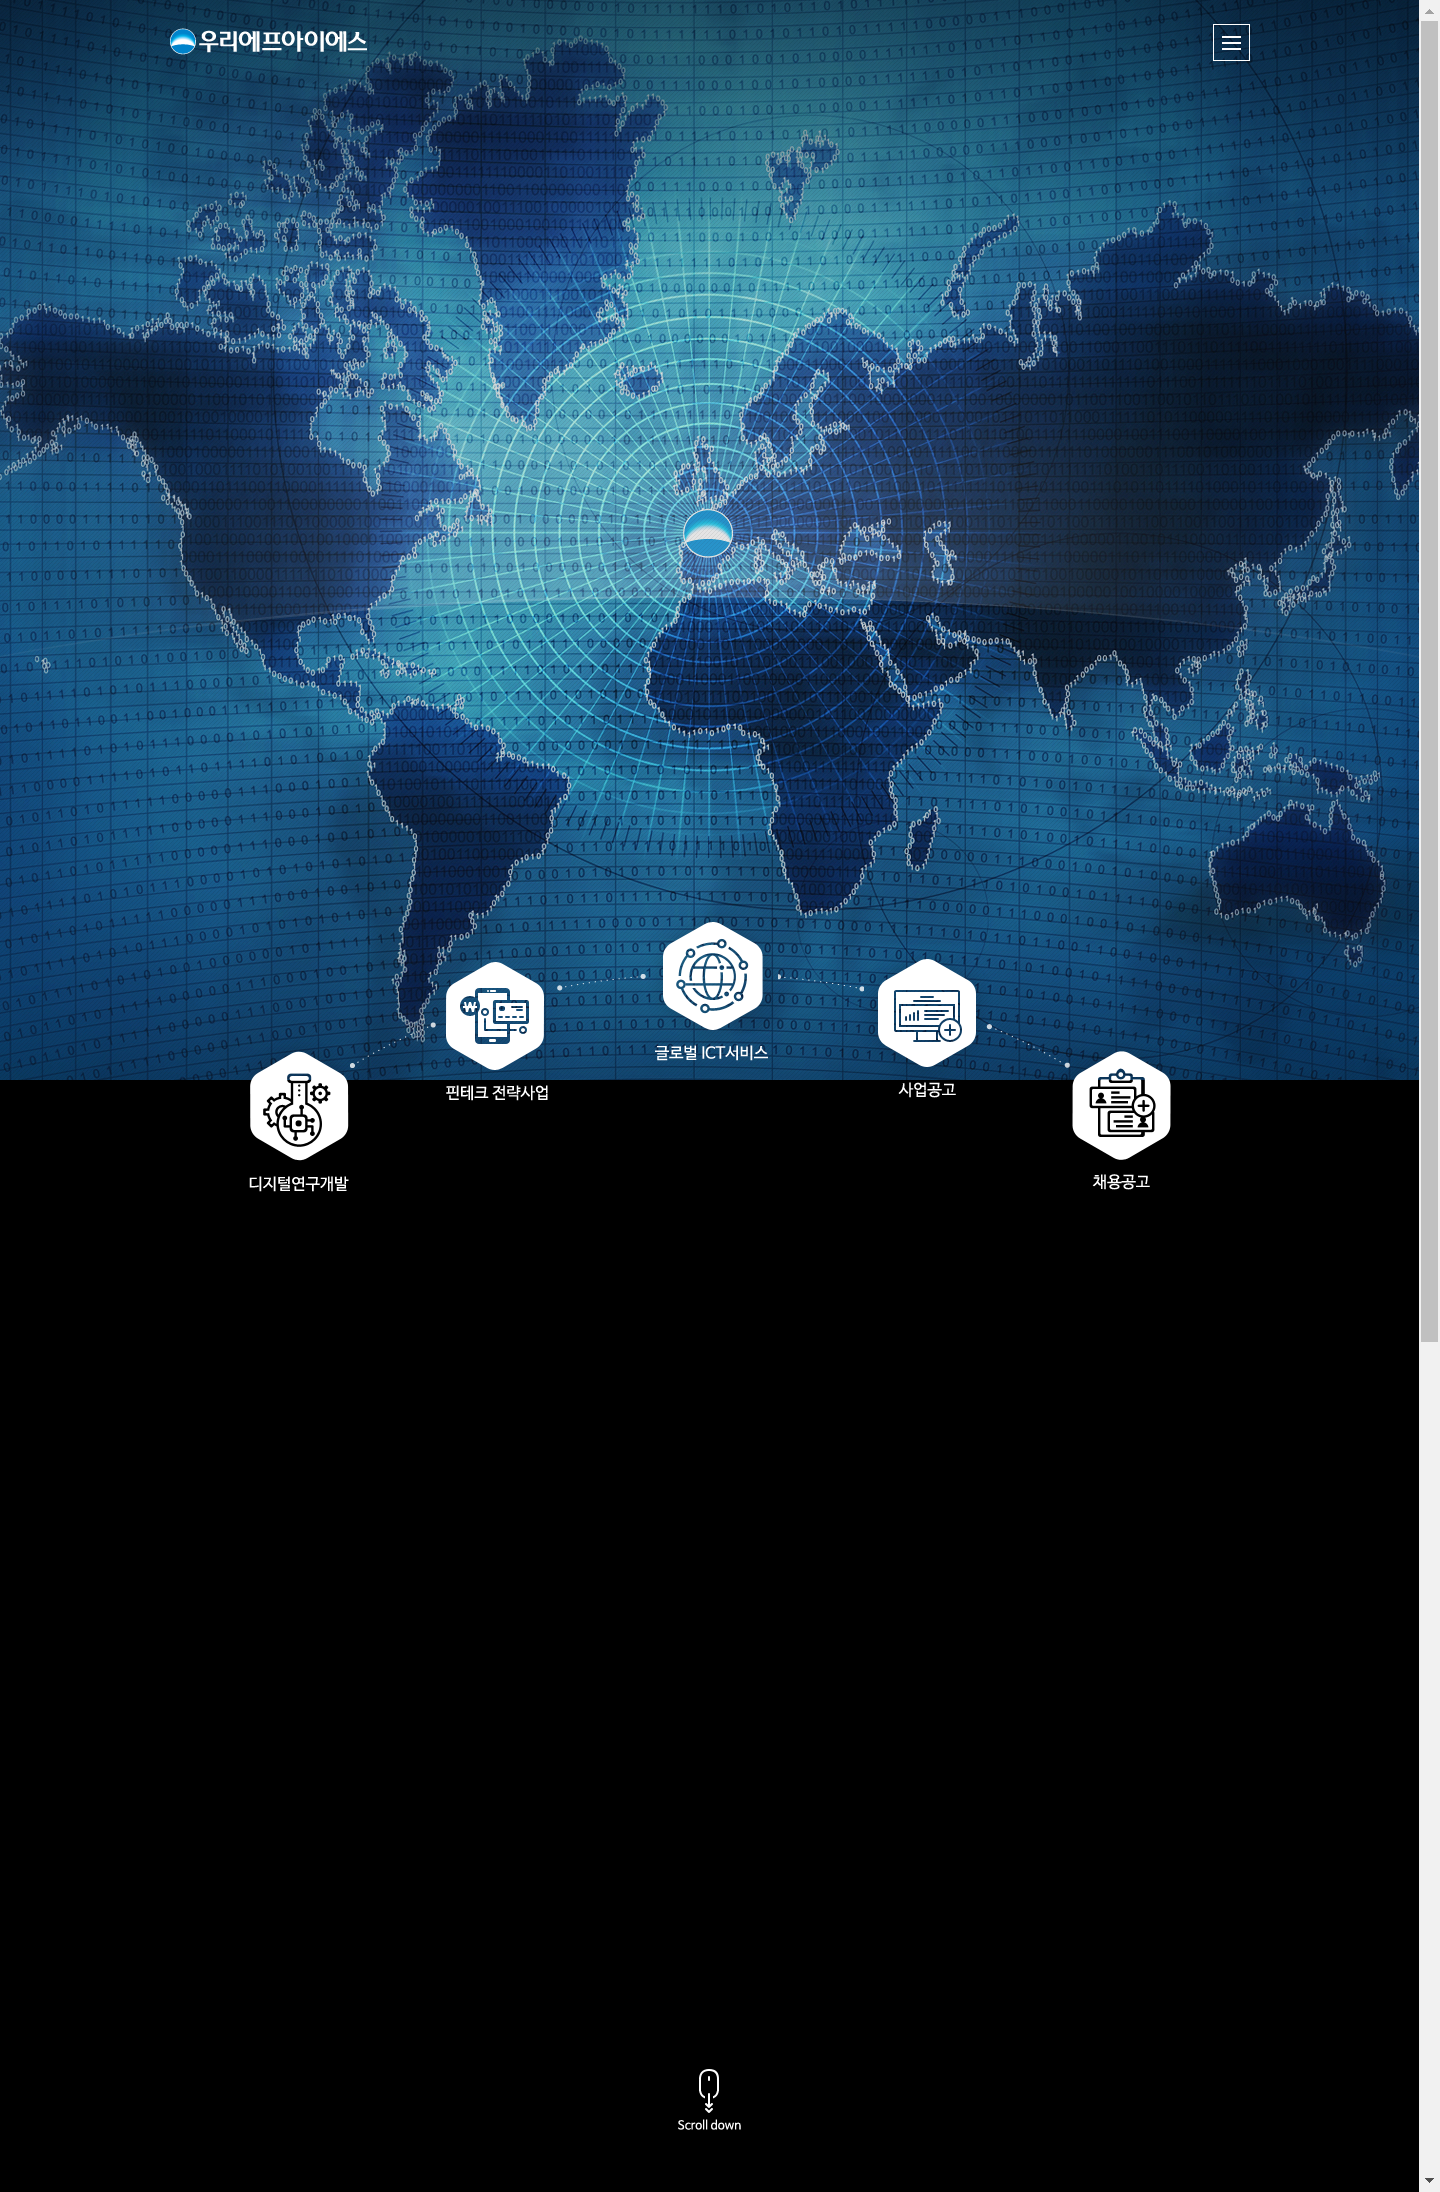 우리에프아이에스
글로벌 ICT서비스
핀테크 전략사업
사업공고
디지털연구개발
채용공고
Scroll down